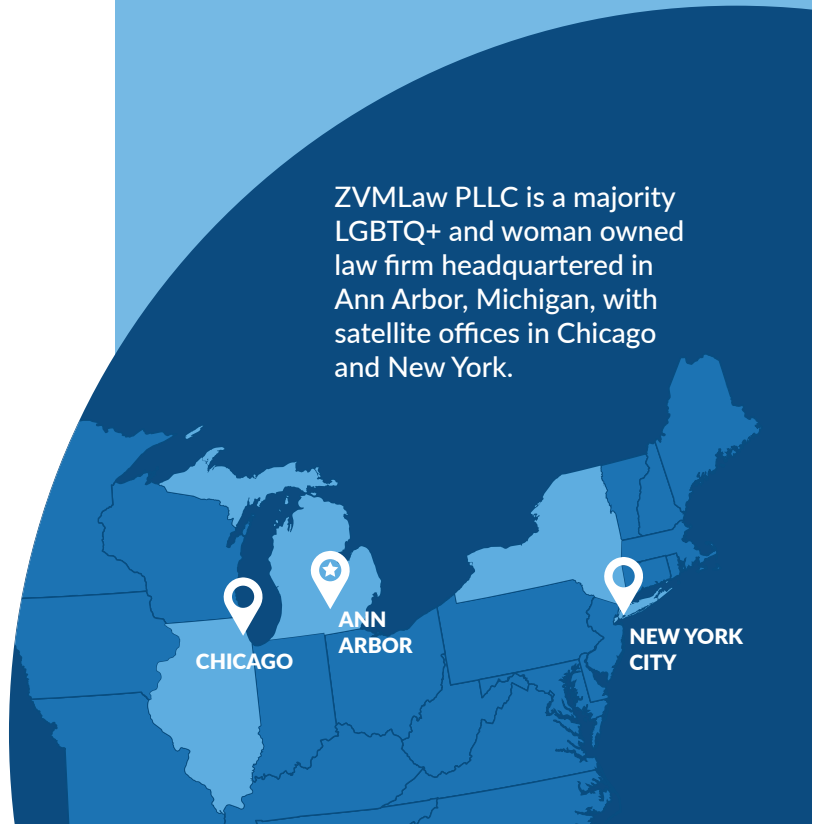 ZVMLaw PLLC is a majority
LGBTQ+ and woman owned
law firm headquartered in
Ann Arbor, Michigan, with
satellite offices in Chicago
and New York.
ANN
ARBOR
CHICAGO
NEW YORK
CITY